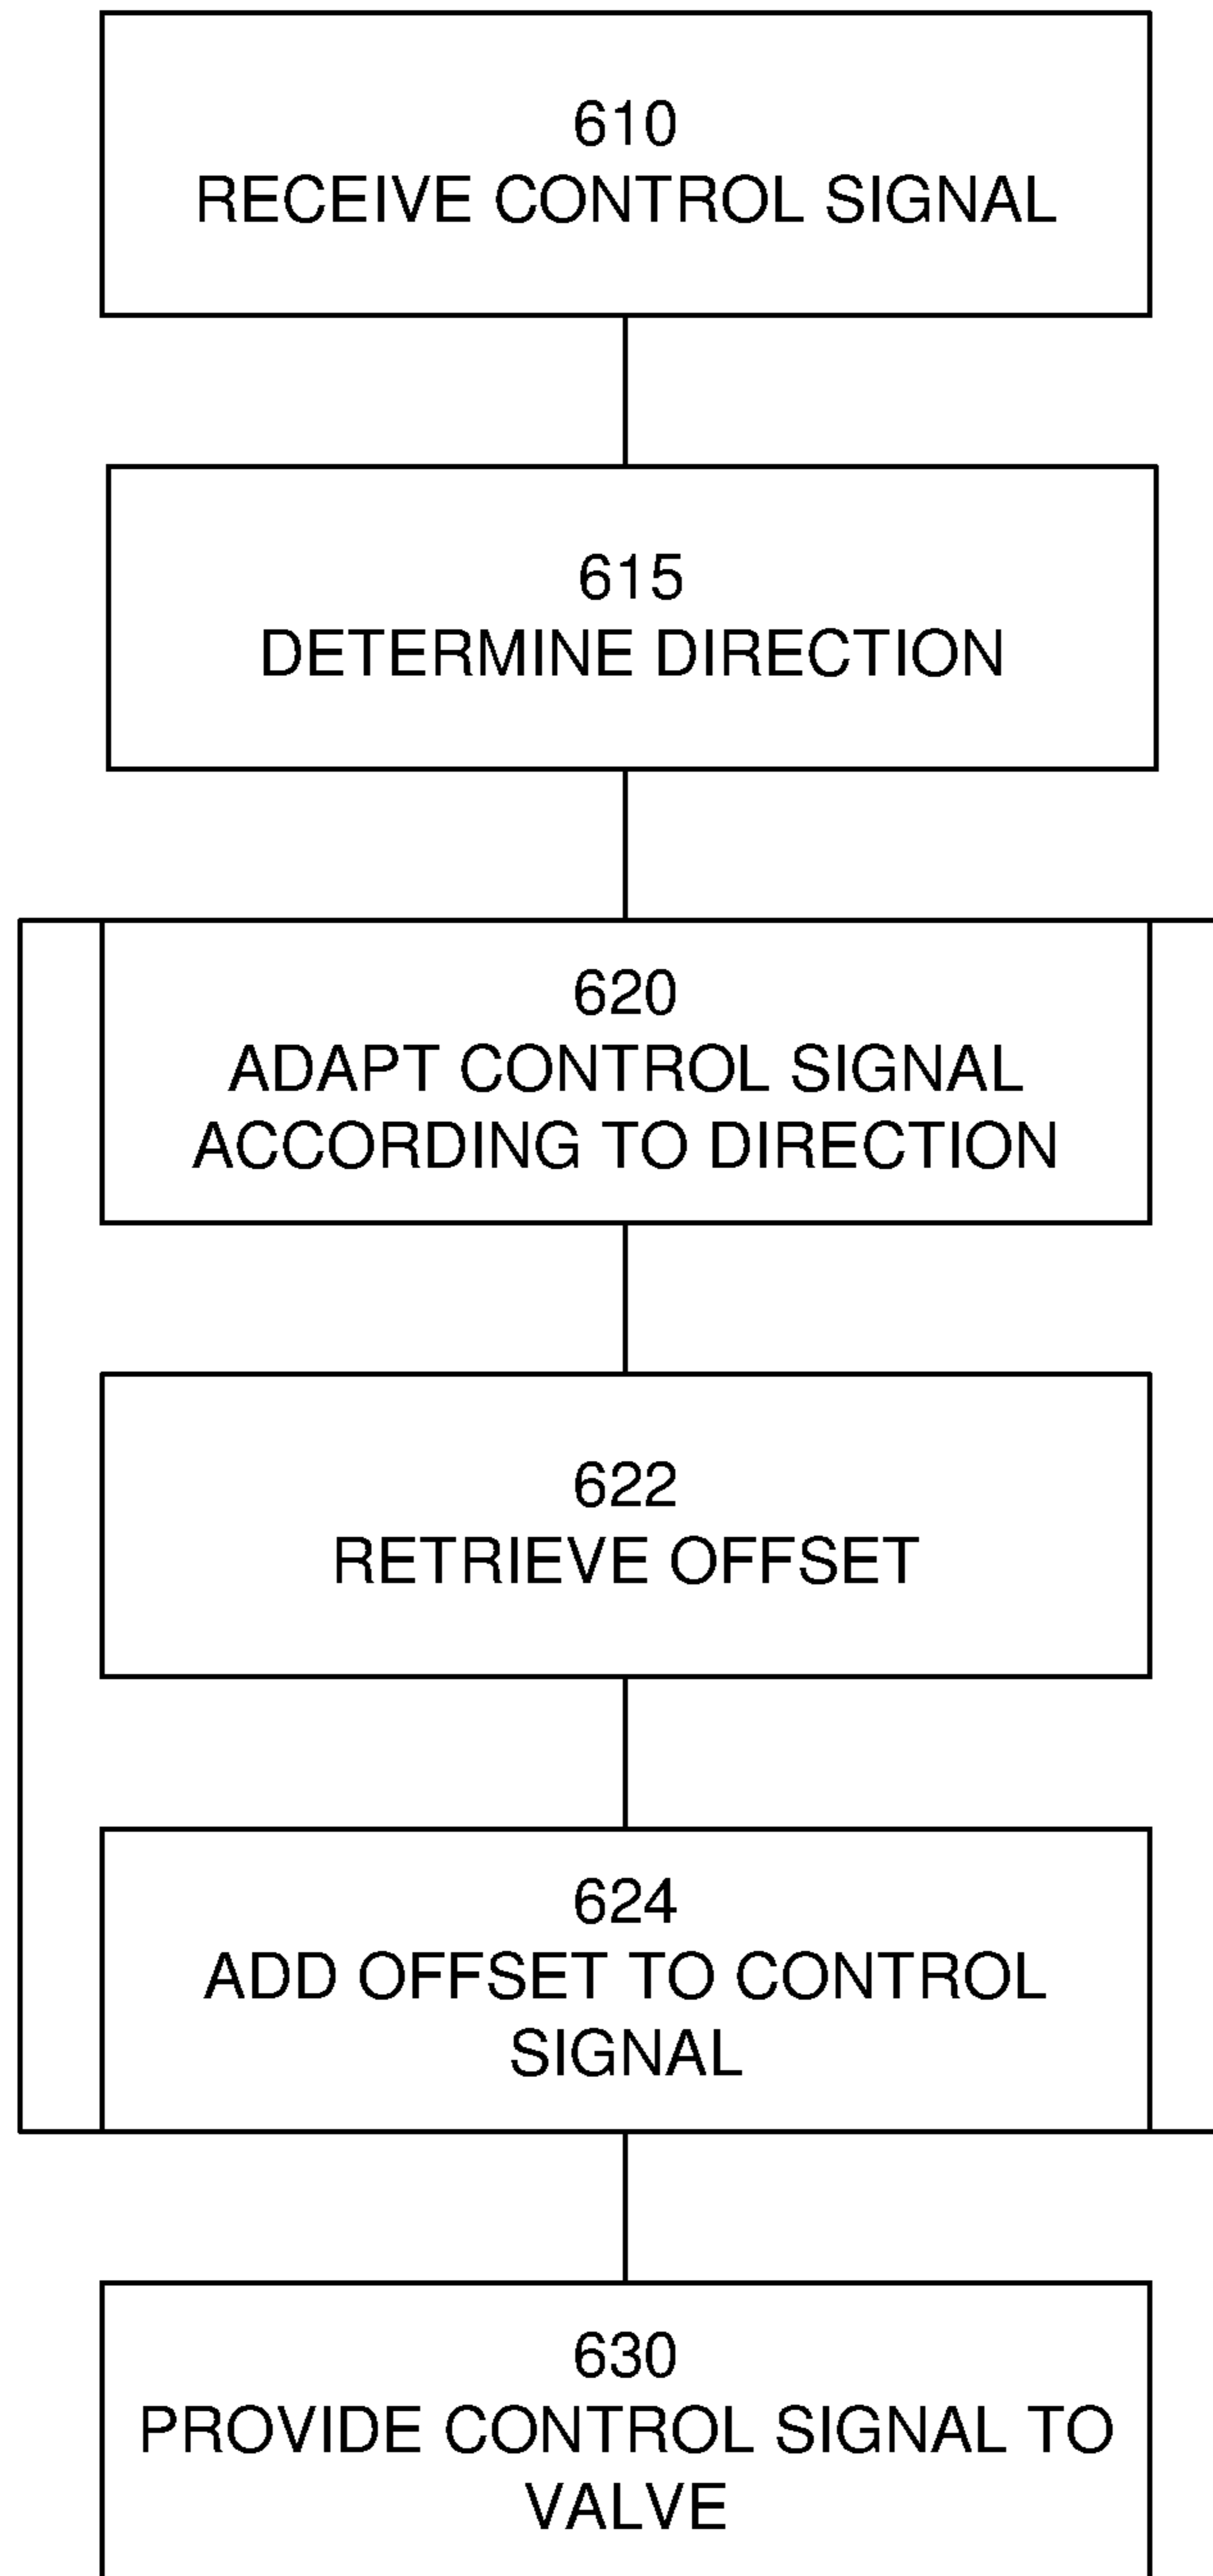 610
RECEIVE CONTROL SIGNAL
615
DETERMINE DIRECTION
620
ADAPT CONTROL SIGNAL
ACCORDING TO DIRECTION
622
RETRIEVE OFFSET
624
ADD OFFSET TO CONTROL
SIGNAL
630
PROVIDE CONTROL SIGNAL TO
VALVE